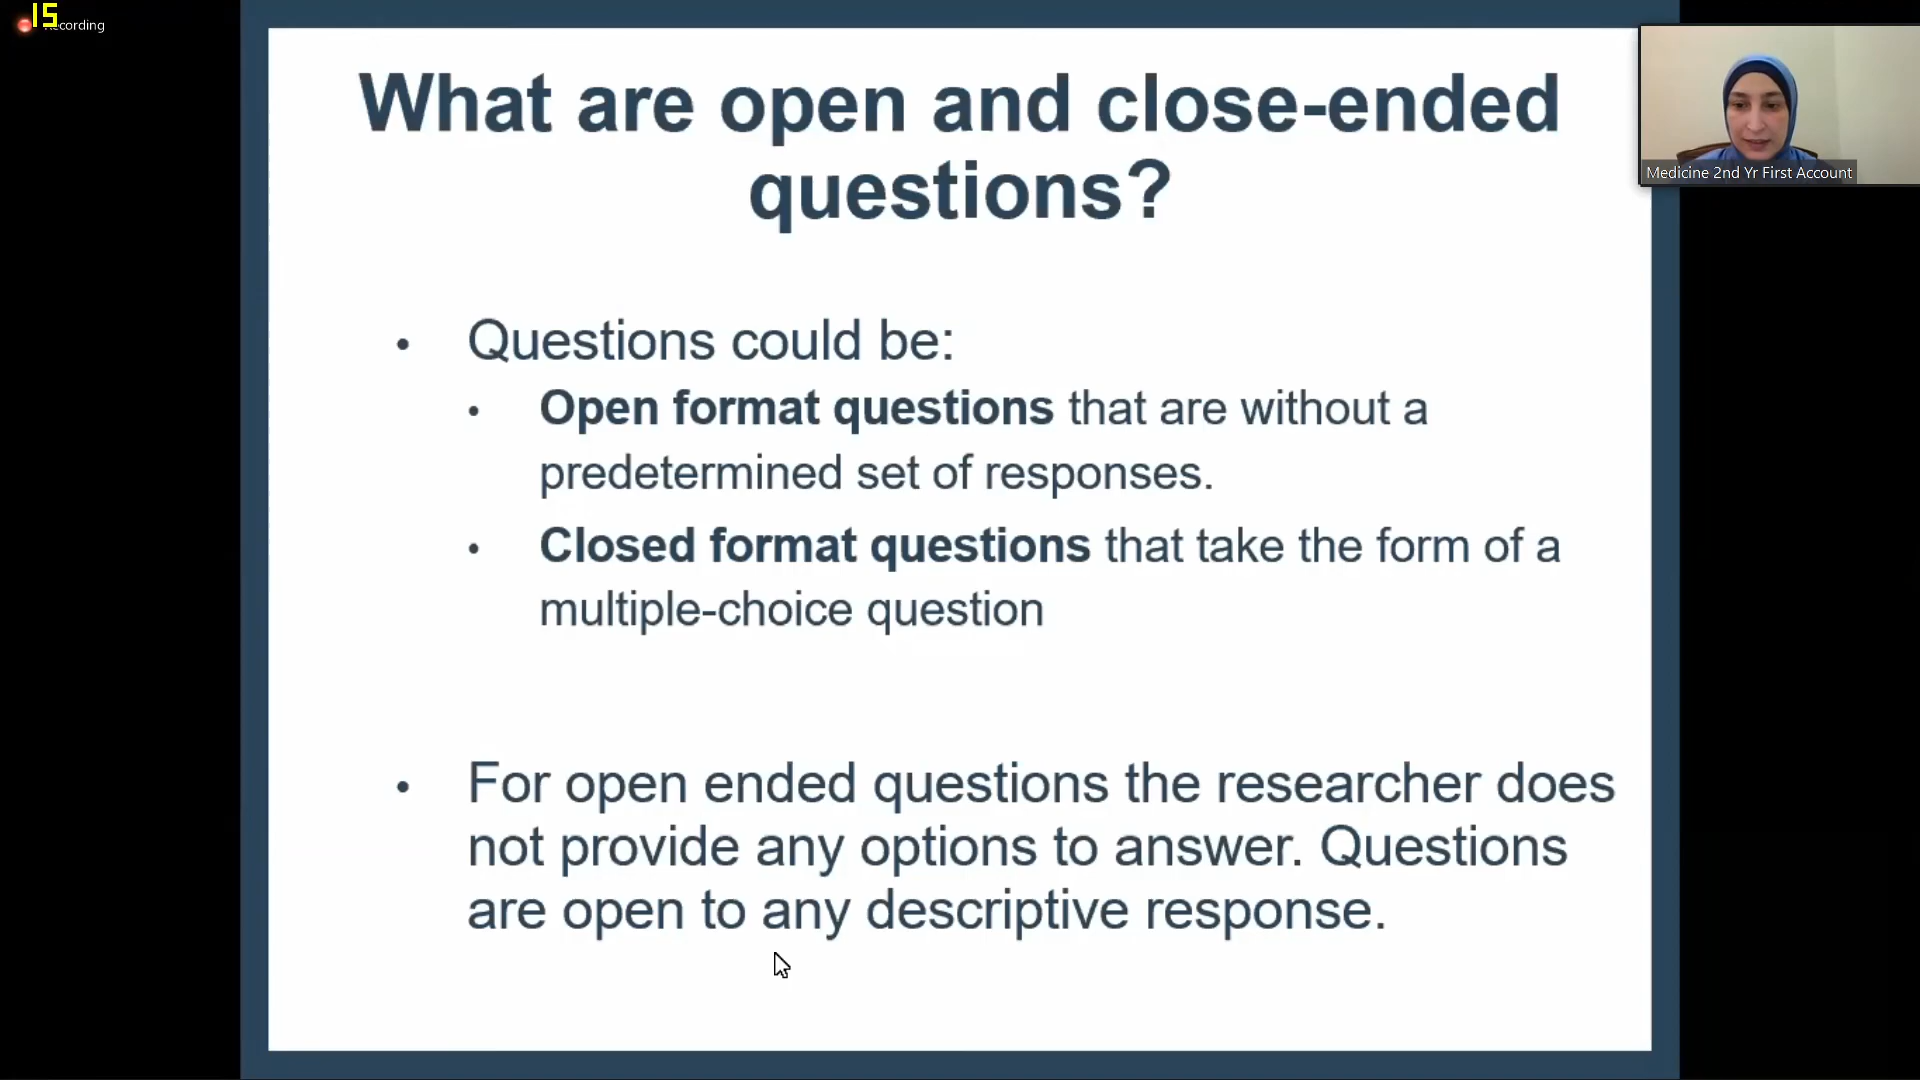 15
Recording
What are open and close-ended
questions?
Medicine 2nd Yr First Account
• Questions could be:
• Open format questions that are without a
predetermined set of responses.
• Closed format questions that take the form of a
multiple-choice question
• For open ended questions the researcher does
not provide any options to answer. Questions
are open to any descriptive response.